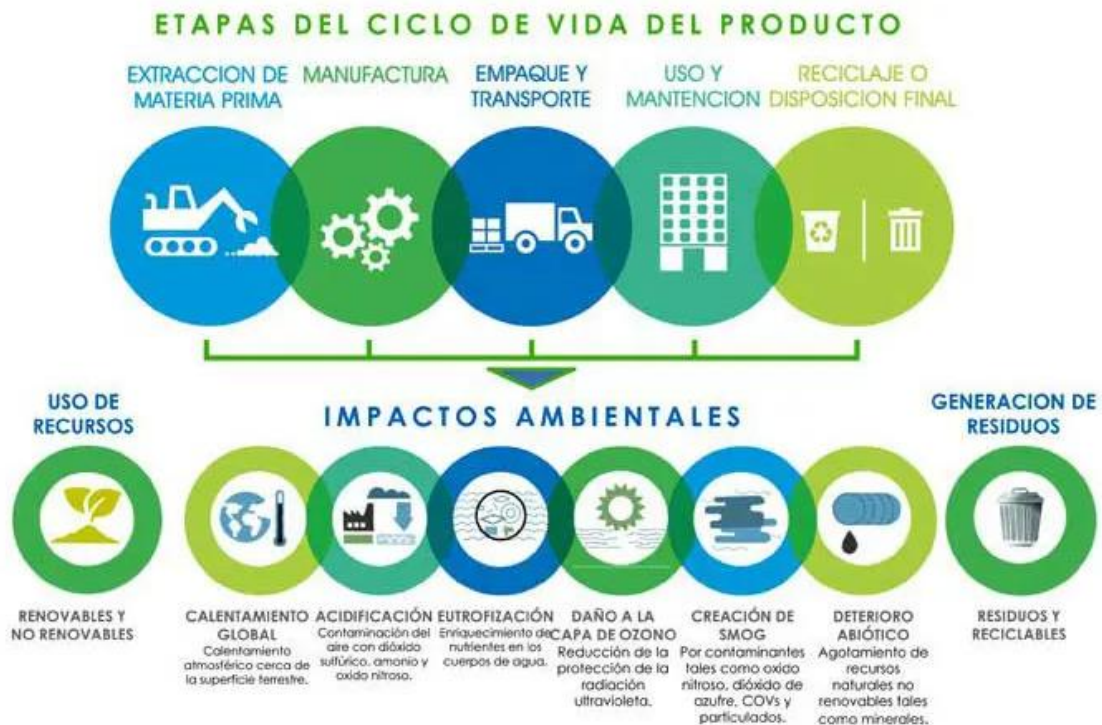 ETAPAS DEL CICLO DE VIDA DEL PRODUCTO
EXTRACCION DE
MATERIA PRIMA
MANUFACTURA
EMPAQUE Y
TRANSPORTE
USO Y
MANTENCION
RECICLAJE O
DISPOSICION FINAL
USO DE
RECURSOS
IMPACTOS AMBIENTALES
GENERACION DE
RESIDUOS
RENOVABLES Y
NO RENOVABLES
CALENTAMIENTO
GLOBAL
Calentamiento
atmosférico cerca de
la superficie terrestre.
ACIDIFICACIÓN
Contaminación del
aire con dióxido
sulfúrico, amonio y
oxido nitroso.
EUTROFIZACIÓN
Enriquecimiento de
nutrientes en los
cuerpos de agua.
DAÑO A LA
CAPA DE OZONO
Reducción de la
protección de la
radiación
ultravioleta.
CREACIÓN DE
SMOG
Por contaminantes
tales como oxido
nitroso, dióxido de
azufre, COVs y
particulados.
DETERIORO
ABIÓTICO
Agotamiento de
recursos
naturales no
renovables tales
como minerales.
RESIDUOS Y
RECICLABLES